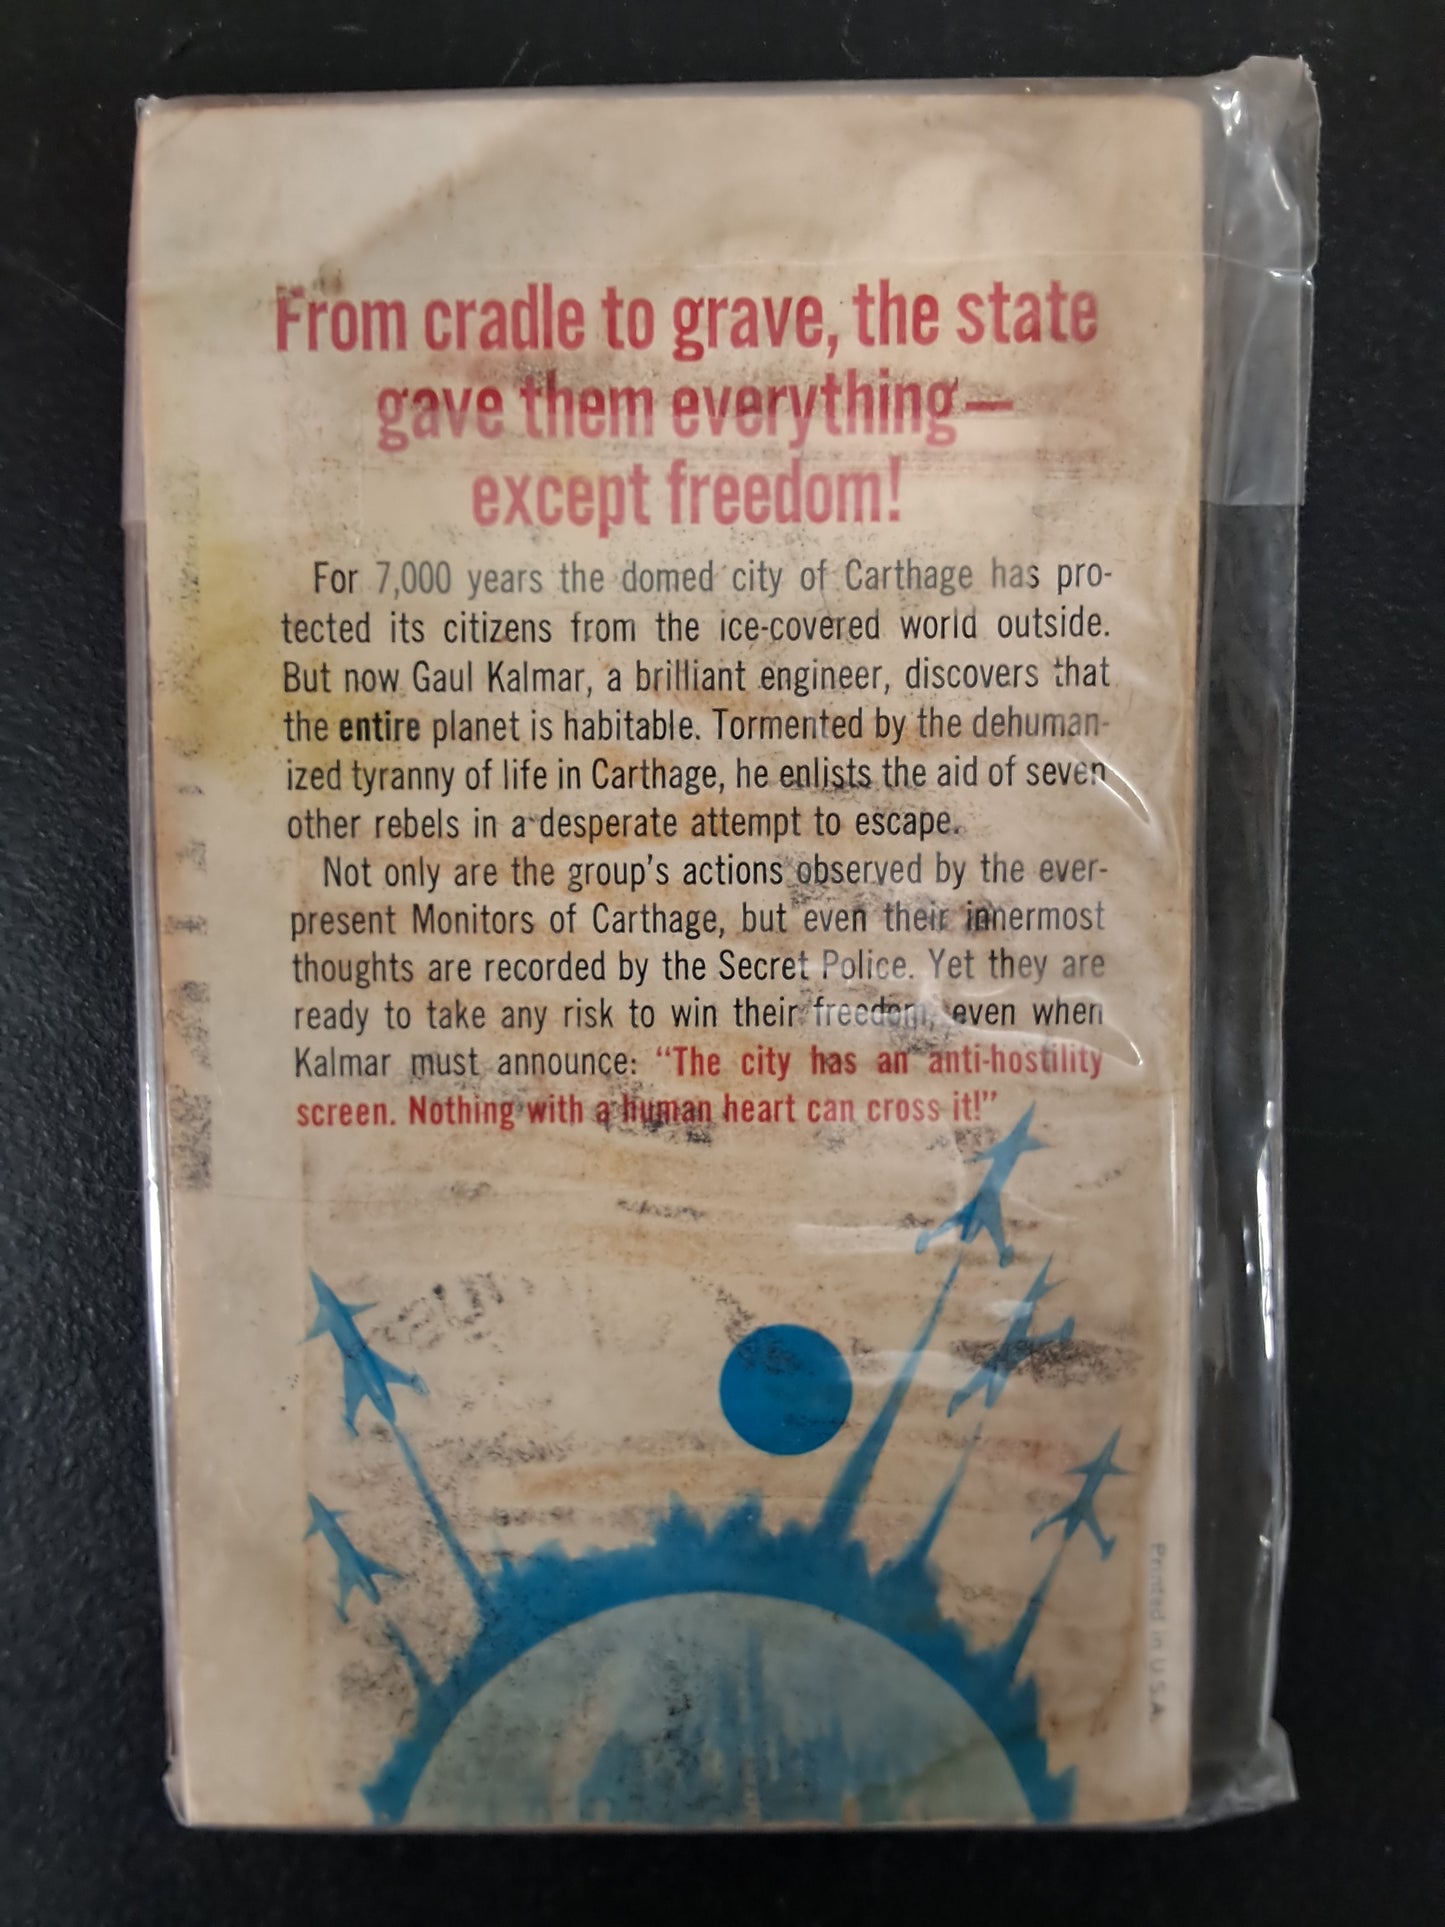 From cradle to grave, the state
gave them everything—
except freedom!
For 7,000 years the domed city of Carthage has pro-
tected its citizens from the ice-covered world outside.
But now Gaul Kalmar, a brilliant engineer, discovers that
the entire planet is habitable. Tormented by the dehuman-
ized tyranny of life in Carthage, he enlists the aid of seven
other rebels in a desperate attempt to escape.
Not only are the group's actions observed by the ever-
present Monitors of Carthage, but even their innermost
thoughts are recorded by the Secret Police. Yet they are
ready to take any risk to win their freedom, even when
Kalmar must announce: “The city has an anti-hostility
screen. Nothing with a human heart can cross it!”
Printed in U.S.A.